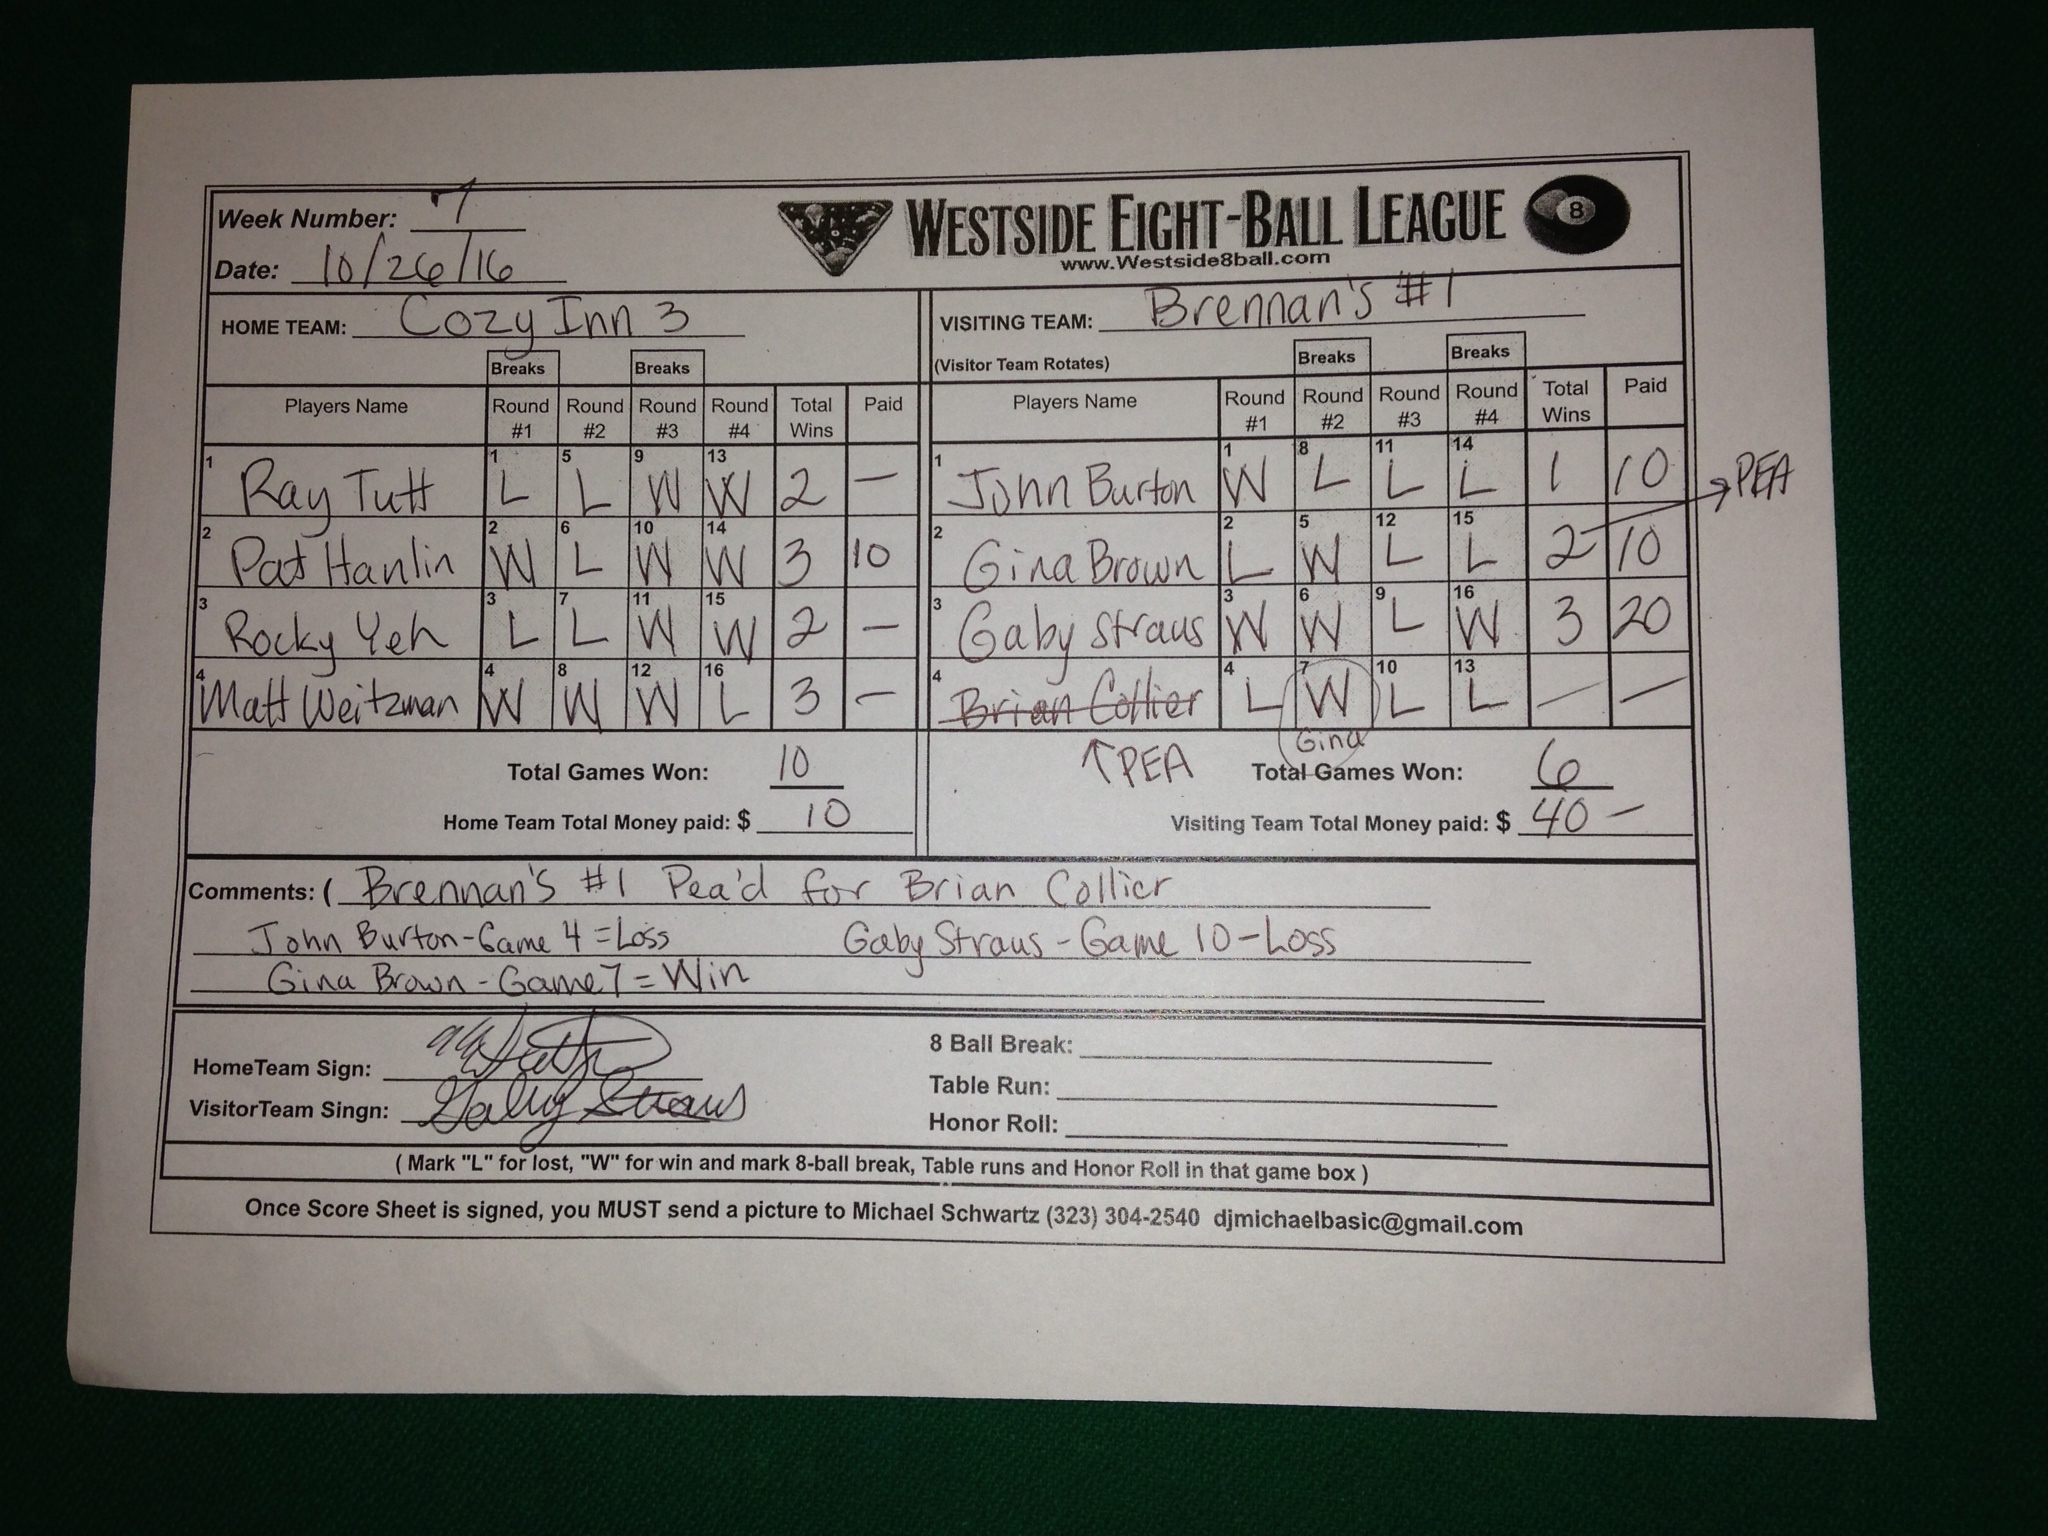 Week Number: 7
Date: 10/26/16
WESTSIDE EIGHT-BALL LEAGUE
8
www.Westside8ball.com
HOME TEAM: Cozy Inn 3
VISITING TEAM: Brennan's #1
(Visitor Team Rotates)
Breaks Breaks Breaks Breaks
Players Name Round #1 Round #2 Round #3 Round #4 Total Wins Paid
1 Ray Tutt 1 L 5 L 9 W 13 W 2 —
2 Pat Hanlin 2 W 6 L 10 W 14 W 3 10
3 Rocky Yeh 3 L 7 L 11 W 15 W 2 —
4 Matt Weitzman 4 W 8 W 12 W 16 L 3 —
Total Games Won: 10
Home Team Total Money paid: $ 10
Players Name Round #1 Round #2 Round #3 Round #4 Total Wins Paid
1 John Burton 1 W 8 L 11 L 14 L 1 10
2 Gina Brown 2 L 5 W 12 L 15 L 2 10 → PEA
3 Gaby Straus 3 W 6 W 9 L 16 W 3 20
4 Brian Collier 4 L 7 W 10 L 13 L — —
↑ PEA
Gina
Total Games Won: 6
Visiting Team Total Money paid: $ 40 —
Comments: ( Brennan's #1 Pea'd for Brian Collier
John Burton-Game 4 = Loss Gaby Straus - Game 10 - Loss
Gina Brown - Game 7 = Win
HomeTeam Sign:
VisitorTeam Singn: Gaby Straus
8 Ball Break:
Table Run:
Honor Roll:
( Mark "L" for lost, "W" for win and mark 8-ball break, Table runs and Honor Roll in that game box )
Once Score Sheet is signed, you MUST send a picture to Michael Schwartz (323) 304-2540 djmichaelbasic@gmail.com